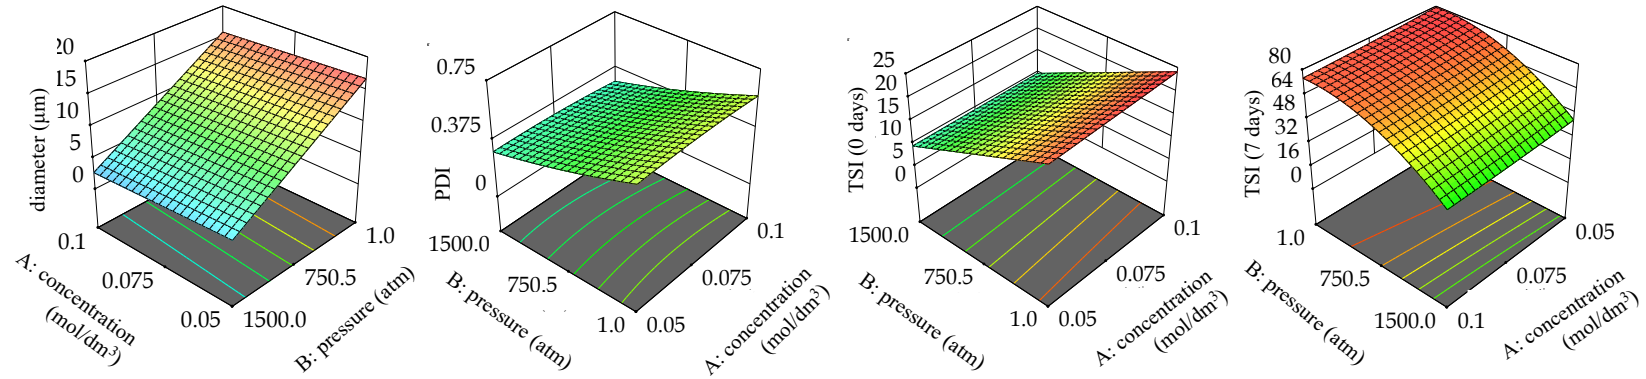 20
15
10
5
0
diameter (μm)
0.1
0.075
0.05
A: concentration
(mol/dm³)
1.0
750.5
1500.0
B: pressure (atm)
0.75
0.375
0
PDI
1500.0
750.5
1.0
B: pressure (atm)
0.1
0.075
0.05
A: concentration
(mol/dm³)
25
20
15
10
5
0
TSI (0 days)
1500.0
750.5
1.0
B: pressure (atm)
0.1
0.075
0.05
A: concentration
(mol/dm³)
80
64
48
32
16
0
TSI (7 days)
1.0
750.5
1500.0
B: pressure (atm)
0.05
0.075
0.1
A: concentration
(mol/dm³)